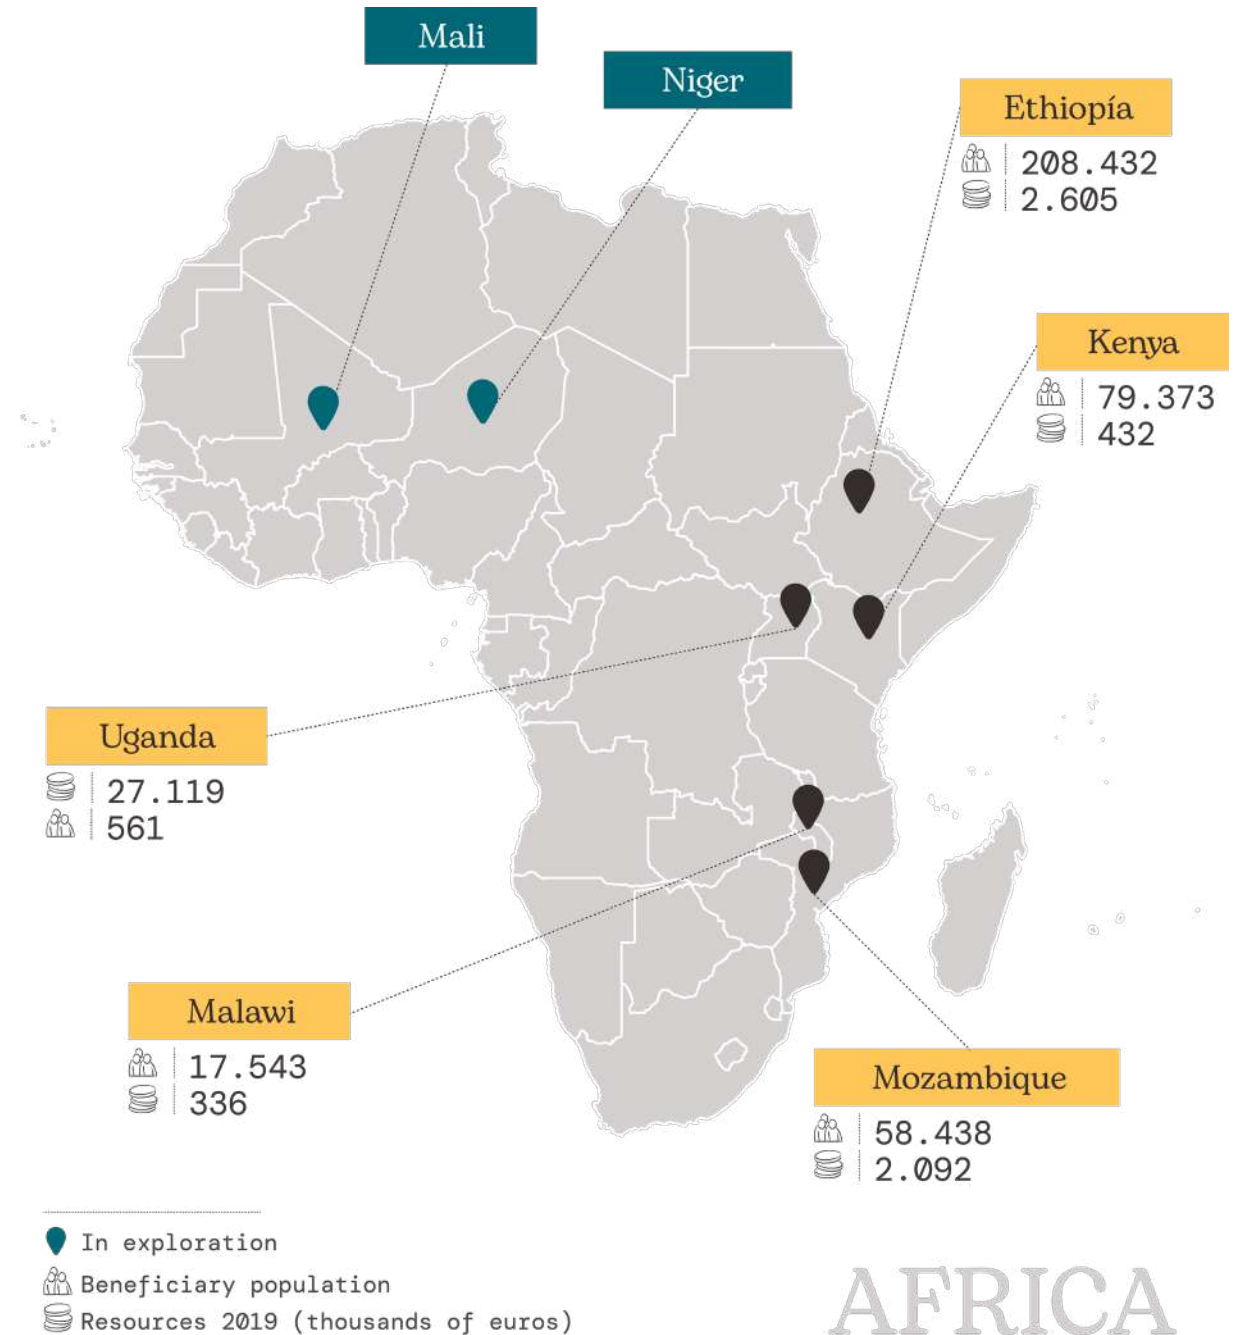 Mali
Niger
Ethiopía
208.432
2.605
Kenya
79.373
432
Uganda
27.119
561
Malawi
17.543
336
Mozambique
58.438
2.092
In exploration
Beneficiary population
Resources 2019 (thousands of euros)
AFRICA